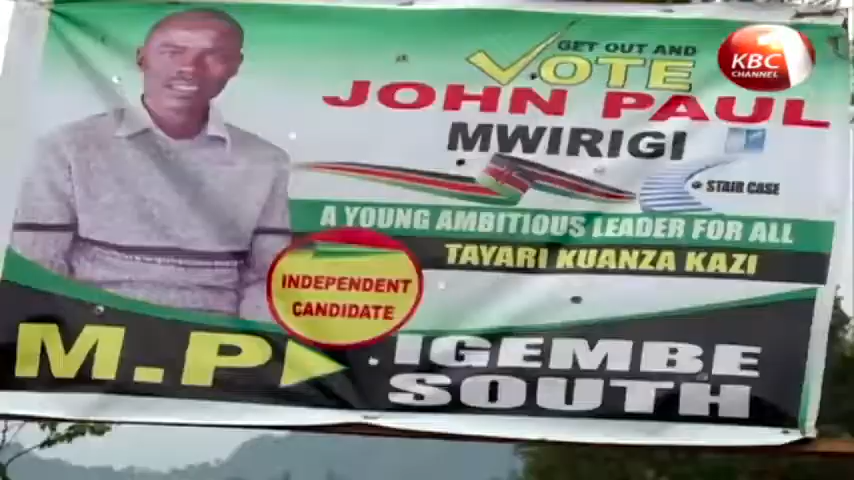 GET OUT AND
VOTE
JOHN PAUL
MWIRIGI
STAIR CASE
A YOUNG AMBITIOUS LEADER FOR ALL
TAYARI KUANZA KAZI
INDEPENDENT
CANDIDATE
M.P
IGEMBE
SOUTH
1
KBC
CHANNEL